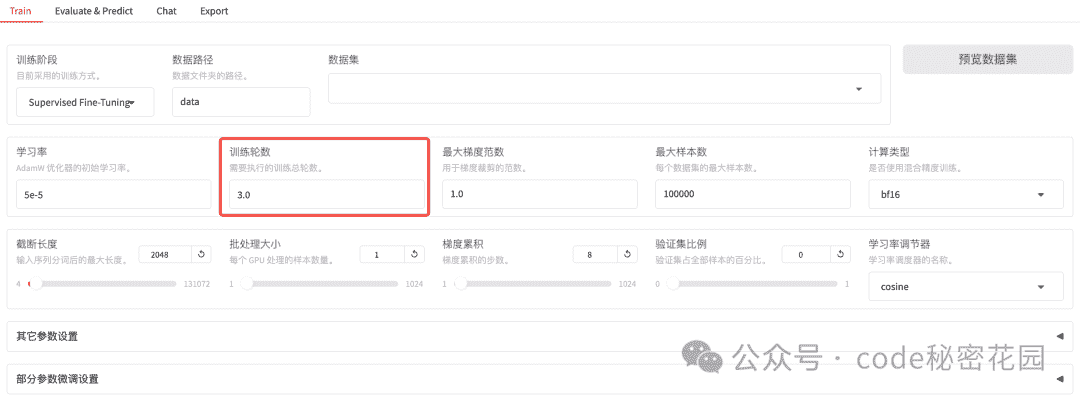 Train Evaluate & Predict Chat Export
训练阶段 数据路径 数据集 预览数据集
目前采用的训练方式。 数据文件夹的路径。
Supervised Fine-Tuning data
学习率 训练轮数 最大梯度范数 最大样本数 计算类型
AdamW 优化器的初始学习率。 需要执行的训练总轮数。 用于梯度裁剪的范数。 每个数据集的最大样本数。 是否使用混合精度训练。
5e-5 3.0 1.0 100000 bf16
截断长度 2048 批处理大小 1 梯度累积 8 验证集比例 0 学习率调节器
输入序列分词后的最大长度。 每个 GPU 处理的样本数量。 梯度累积的步数。 验证集占全部样本的百分比。 学习率调度器的名称。
4 131072 1 1024 1 1024 0 1 cosine
其它参数设置
部分参数微调设置
公众号 · code秘密花园